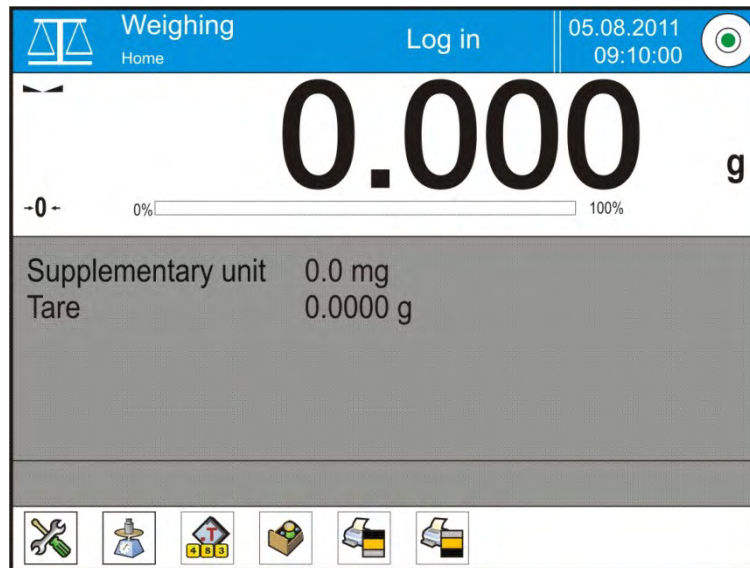 Weighing
Home
Log in
05.08.2011
09:10:00
0.000 g
→0←
0% 100%
Supplementary unit 0.0 mg
Tare 0.0000 g
.T
4 8 3